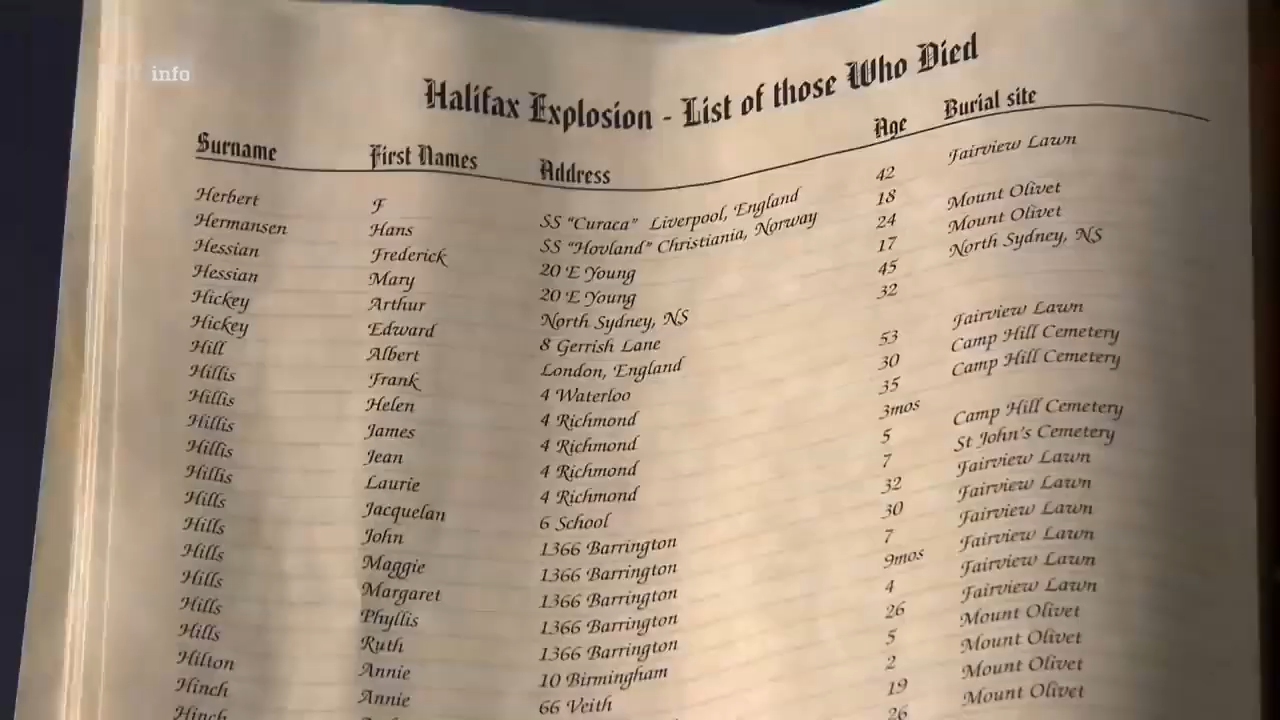 info
Halifax Explosion - List of those Who Died
Surname First Names Address Age Burial site
Herbert F SS "Curaca" Liverpool, England 42 Fairview Lawn
Hermansen Hans SS "Hovland" Christiania, Norway 18
Hessian Frederick 20 E Young 24 Mount Olivet
Hessian Mary 20 E Young 17 Mount Olivet
Hickey Arthur North Sydney, NS 45 North Sydney, NS
Hickey Edward 8 Gerrish Lane 32
Hill Albert London, England
Hillis Frank 4 Waterloo 53 Fairview Lawn
Hillis Helen 4 Richmond 30 Camp Hill Cemetery
Hillis James 4 Richmond 35 Camp Hill Cemetery
Hillis Jean 4 Richmond 3mos
Hillis Laurie 4 Richmond 5 Camp Hill Cemetery
Hills Jacquelan 6 School 7 St John's Cemetery
Hills John 1366 Barrington 32 Fairview Lawn
Hills Maggie 1366 Barrington 30 Fairview Lawn
Hills Margaret 1366 Barrington 7 Fairview Lawn
Hills Phyllis 1366 Barrington 9mos Fairview Lawn
Hills Ruth 1366 Barrington 4 Fairview Lawn
Hilton Annie 10 Birmingham 26 Fairview Lawn
Hinch Annie 66 Veith 5 Mount Olivet
Hinch 2 Mount Olivet
19 Mount Olivet
26 Mount Olivet